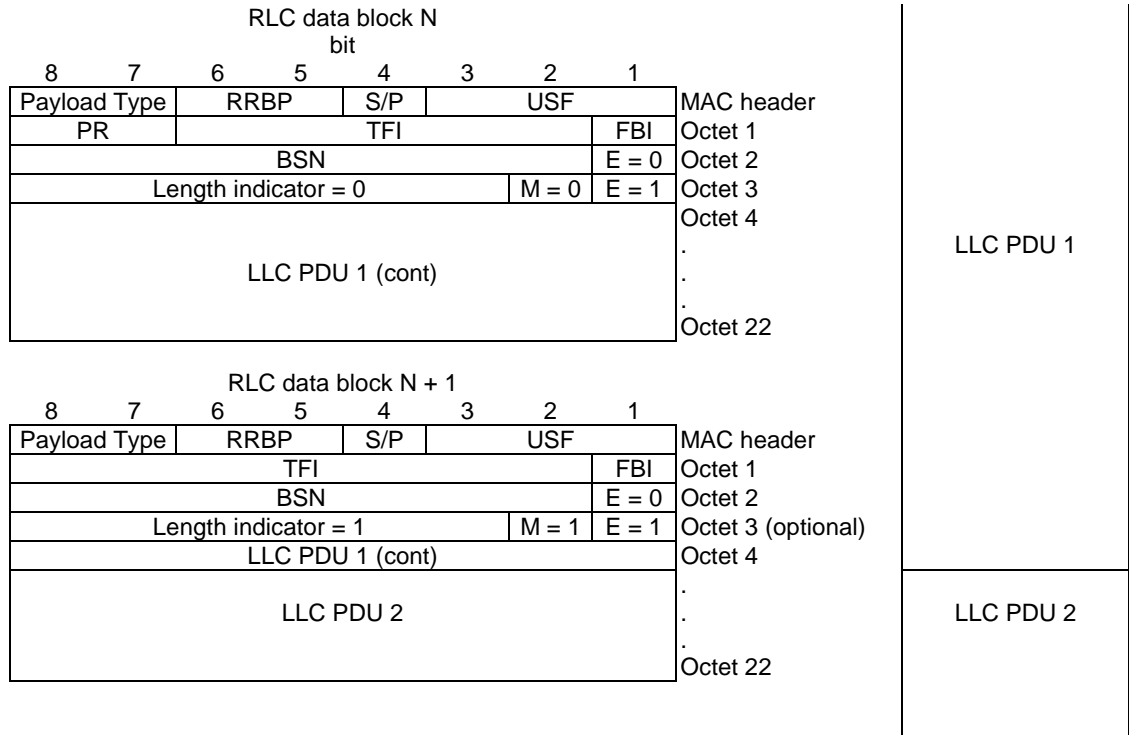 RLC data block N
bit
8 7 6 5 4 3 2 1
Payload Type RRBP S/P USF MAC header
PR TFI FBI Octet 1
BSN E = 0 Octet 2
Length indicator = 0 M = 0 E = 1 Octet 3
Octet 4
.
LLC PDU 1
LLC PDU 1 (cont) .
.
Octet 22
RLC data block N + 1
8 7 6 5 4 3 2 1
Payload Type RRBP S/P USF MAC header
TFI FBI Octet 1
BSN E = 0 Octet 2
Length indicator = 1 M = 1 E = 1 Octet 3 (optional)
LLC PDU 1 (cont) Octet 4
.
LLC PDU 2 . LLC PDU 2
.
Octet 22